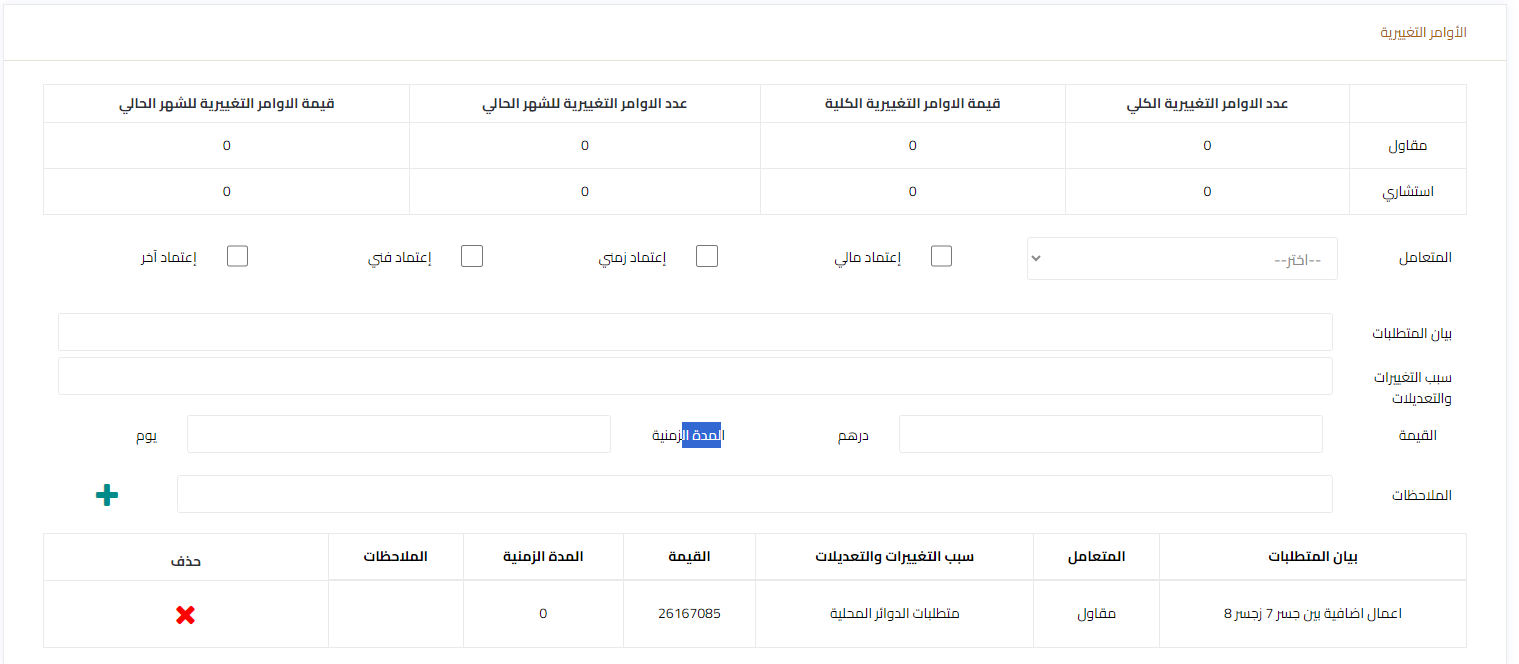 الأوامر التغييرية
عدد الاوامر التغييرية الكلي قيمة الاوامر التغييرية الكلية عدد الاوامر التغييرية للشهر الحالي قيمة الاوامر التغييرية للشهر الحالي
مقاول 0 0 0 0
استشاري 0 0 0 0
المتعامل --اختر-- إعتماد مالي إعتماد زمني إعتماد فني إعتماد آخر
بيان المتطلبات
سبب التغييرات
والتعديلات
القيمة درهم المدة الزمنية يوم
الملاحظات
بيان المتطلبات المتعامل سبب التغييرات والتعديلات القيمة المدة الزمنية الملاحظات حذف
اعمال اضافية بين جسر 7 زجسر 8 مقاول متطلبات الدوائر المحلية 26167085 0